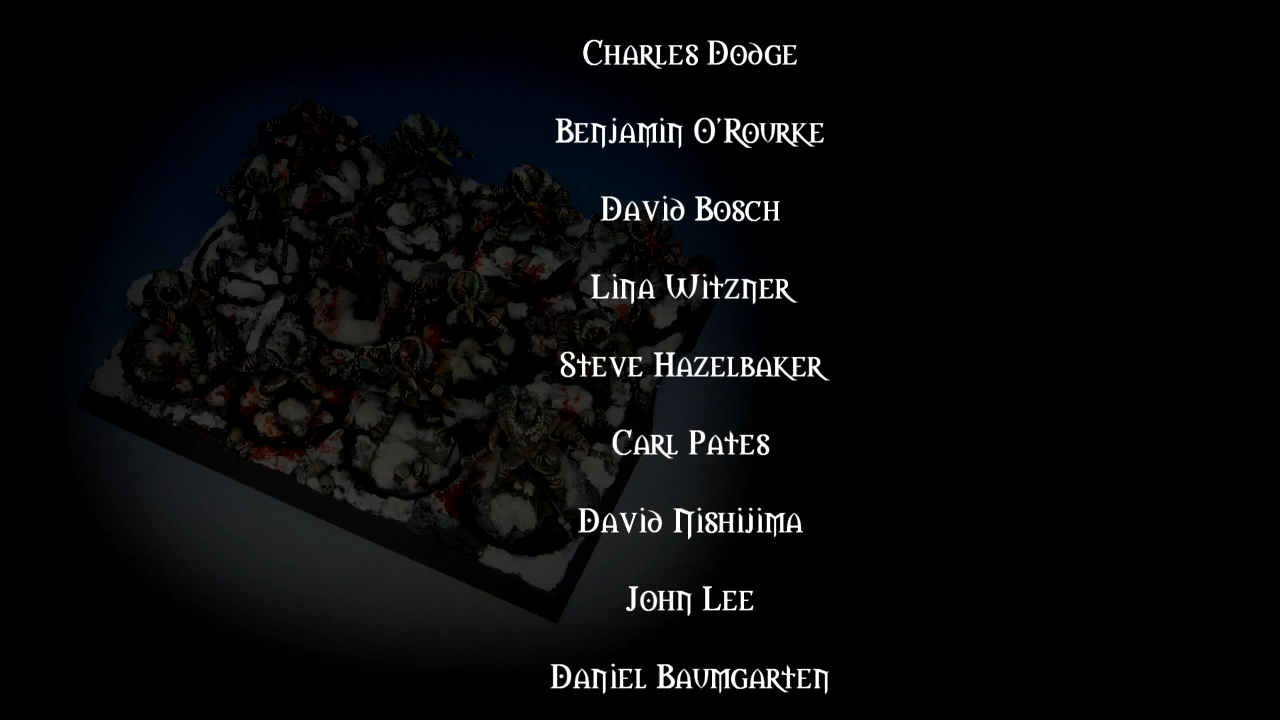 Charles Dodge
Benjamin O'Rourke
David Bosch
Lina Witzner
Steve Hazelbaker
Carl Pates
David Nishijima
John Lee
Daniel Baumgarten